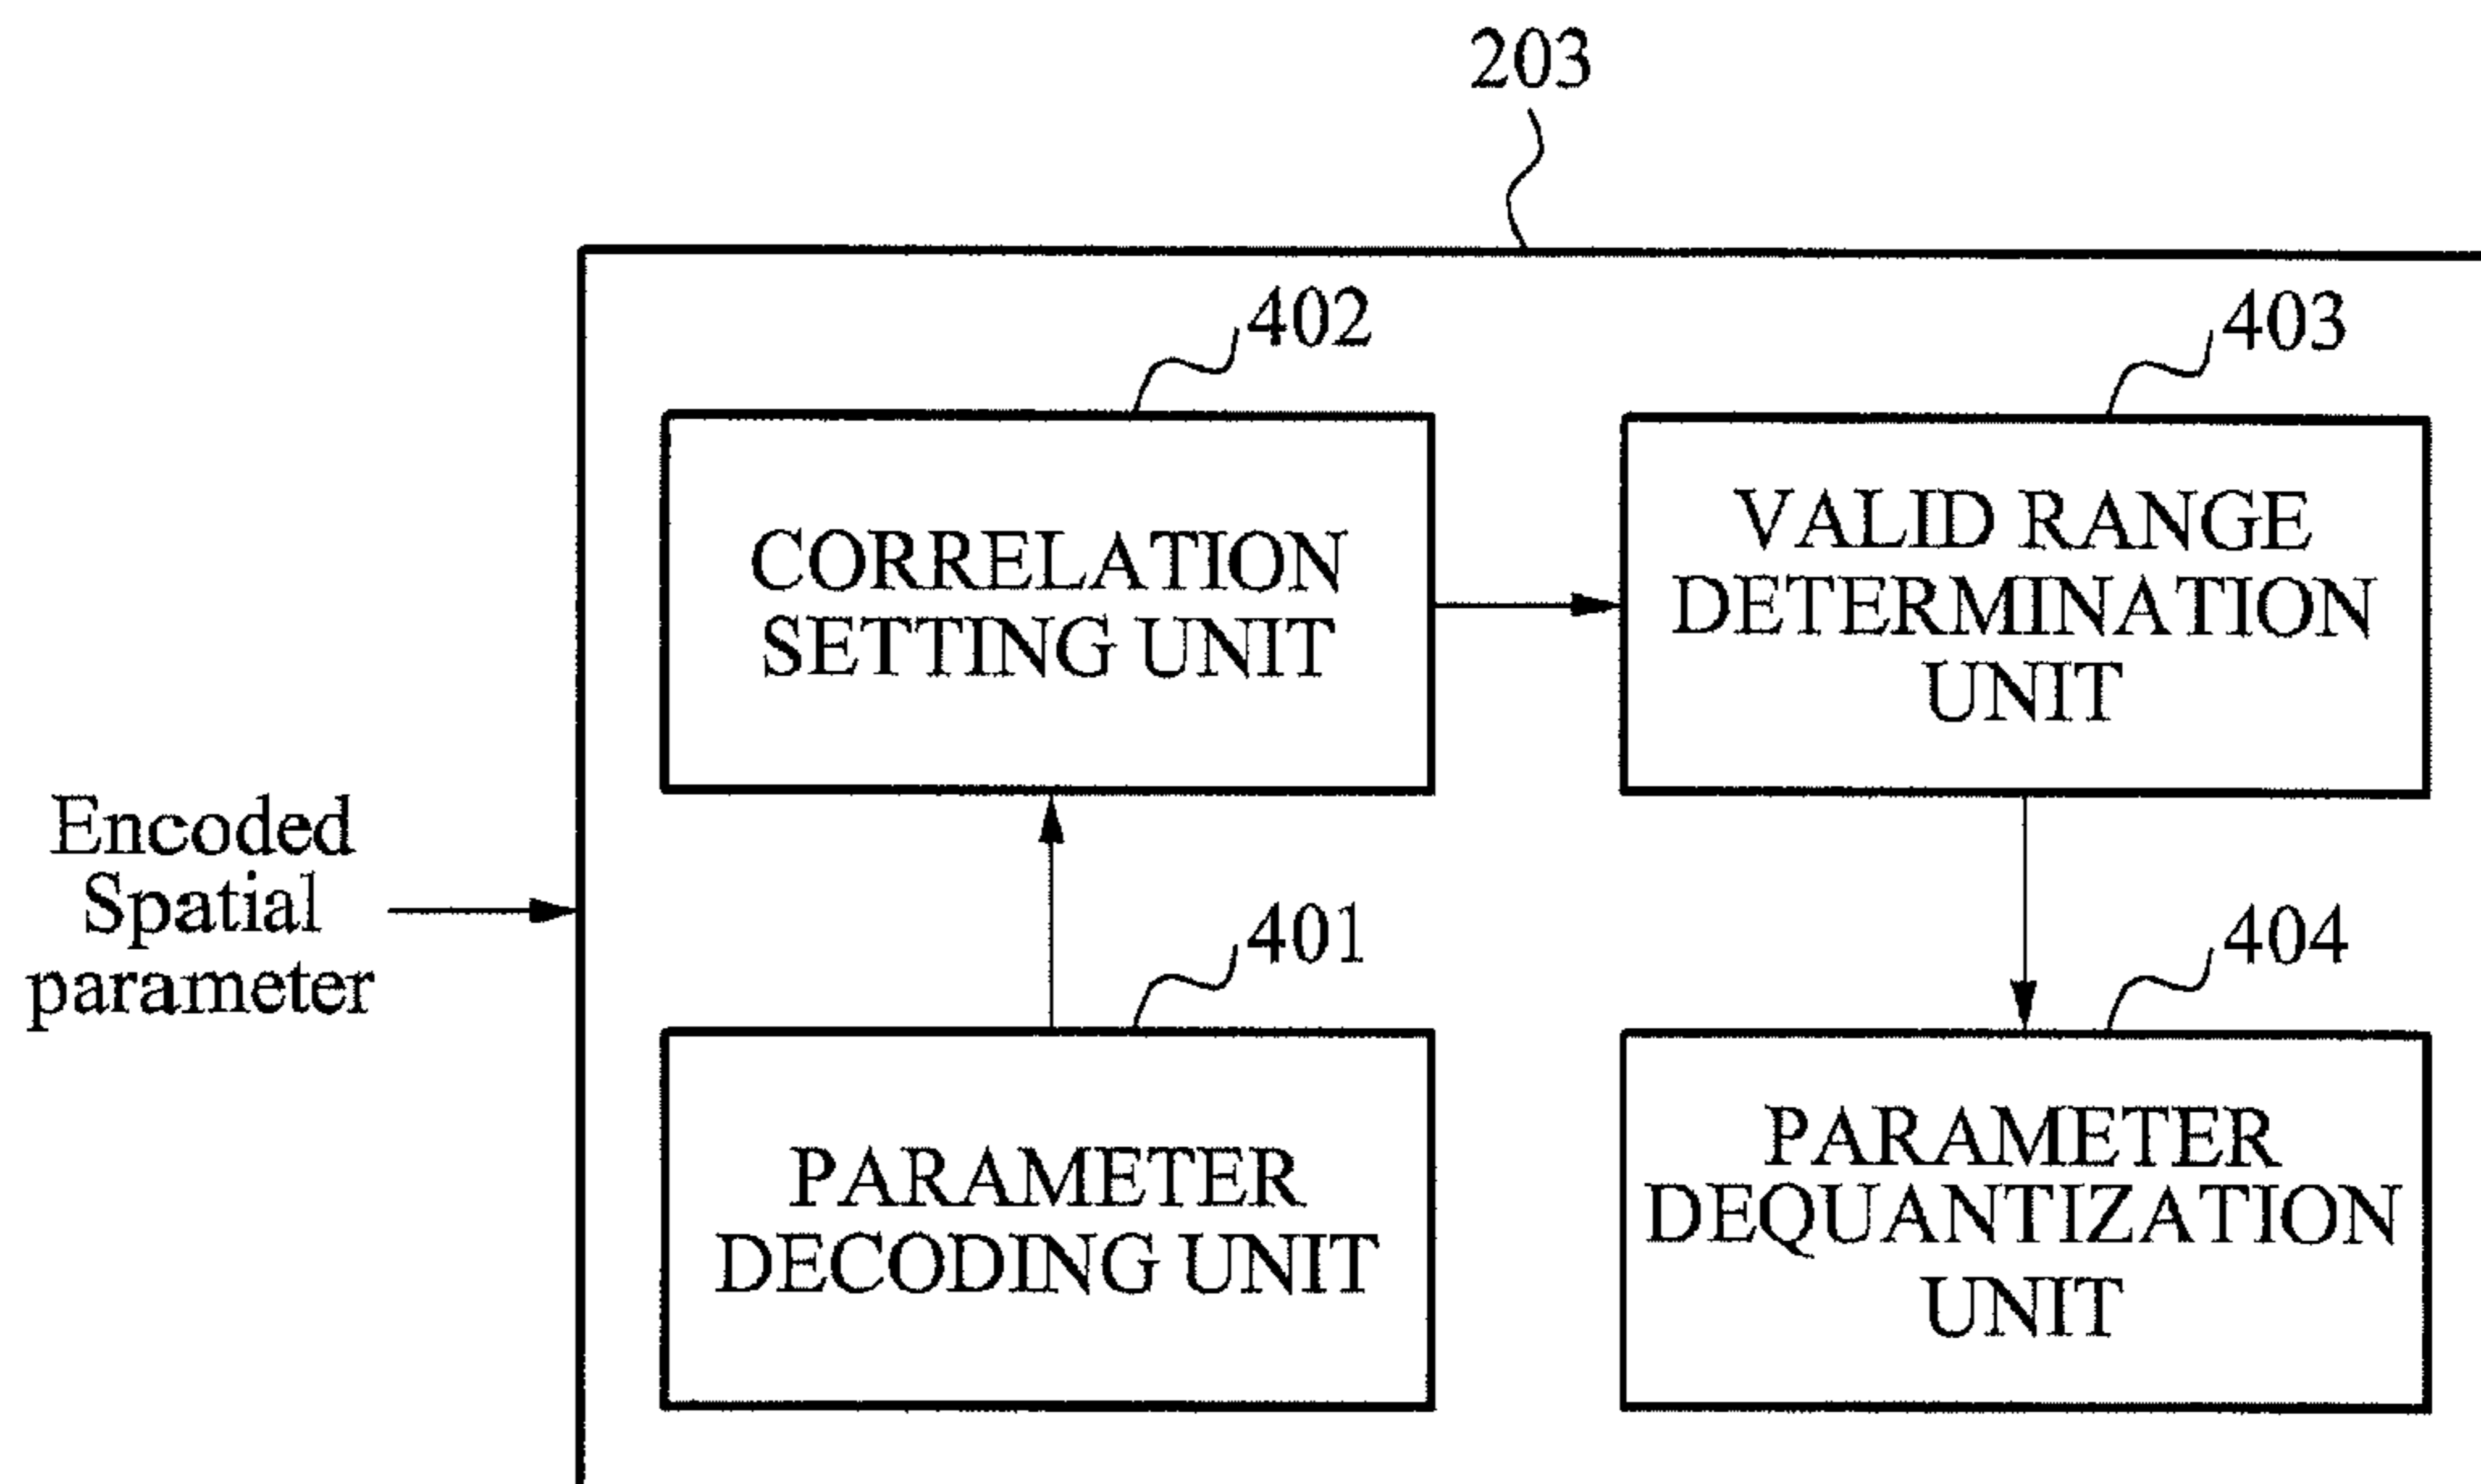 203
402
CORRELATION
SETTING UNIT
403
VALID RANGE
DETERMINATION
UNIT
Encoded
Spatial
parameter
401
PARAMETER
DECODING UNIT
404
PARAMETER
DEQUANTIZATION
UNIT